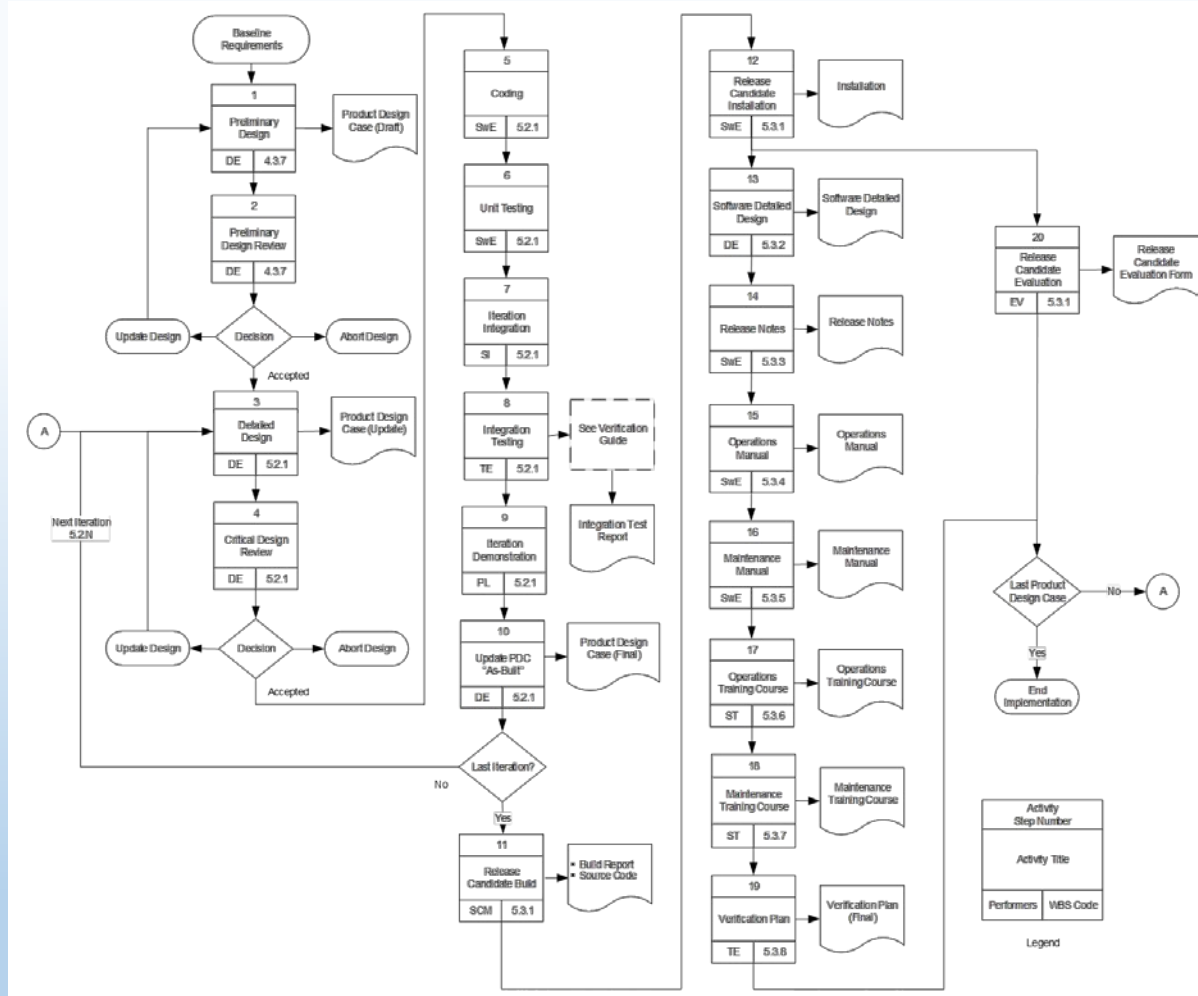 Baseline
Requirements
1
Preliminary
Design
DE
4.3.7
Product Design
Case (Draft)
2
Preliminary
Design Review
DE
4.3.7
Update Design
Decision
Abort Design
Accepted
A
3
Detailed
Design
DE
5.2.1
Product Design
Case (Update)
Next Iteration
5.2.N
4
Critical Design
Review
DE
5.2.1
Update Design
Decision
Abort Design
Accepted
5
Coding
SwE
5.2.1
6
Unit Testing
SwE
5.2.1
7
Iteration
Integration
SI
5.2.1
8
Integration
Testing
TE
5.2.1
See Verification
Guide
Integration Test
Report
9
Iteration
Demonstration
PL
5.2.1
10
Update PDC
"As-Built"
DE
5.2.1
Product Design
Case (Final)
Last Iteration?
No
Yes
11
Release
Candidate Build
SCM
5.3.1
▪ Build Report
▪ Source Code
12
Release
Candidate
Installation
SwE
5.3.1
Installation
13
Software Detailed
Design
DE
5.3.2
Software Detailed
Design
14
Release Notes
SwE
5.3.3
Release Notes
15
Operations
Manual
SwE
5.3.4
Operations
Manual
16
Maintenance
Manual
SwE
5.3.5
Maintenance
Manual
17
Operations
Training Course
ST
5.3.6
Operations
Training Course
18
Maintenance
Training Course
ST
5.3.7
Maintenance
Training Course
19
Verification Plan
TE
5.3.8
Verification Plan
(Final)
20
Release
Candidate
Evaluation
EV
5.3.1
Release
Candidate
Evaluation Form
Last Product
Design Case
No
A
Yes
End
Implementation
Activity
Step Number
Activity Title
Performers
WBS Code
Legend